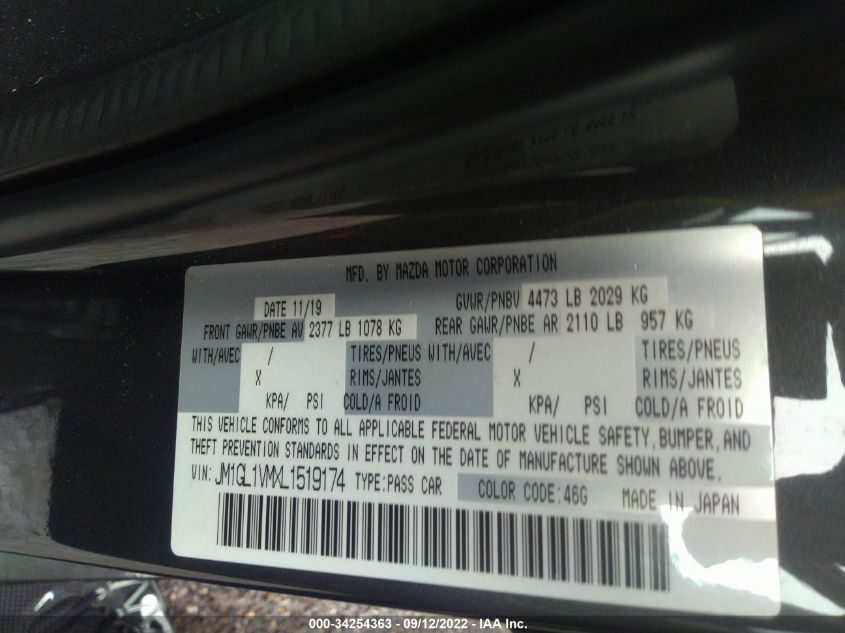 MFD. BY MAZDA MOTOR CORPORATION
DATE 11/19
GVWR/PNBV 4473 LB 2029 KG
FRONT GAWR/PNBE AV 2377 LB 1078 KG
REAR GAWR/PNBE AR 2110 LB 957 KG
WITH/AVEC / TIRES/PNEUS WITH/AVEC / TIRES/PNEUS
X RIMS/JANTES X RIMS/JANTES
KPA/ PSI COLD/A FROID KPA/ PSI COLD/A FROID
THIS VEHICLE CONFORMS TO ALL APPLICABLE FEDERAL MOTOR VEHICLE SAFETY, BUMPER, AND
THEFT PREVENTION STANDARDS IN EFFECT ON THE DATE OF MANUFACTURE SHOWN ABOVE.
VIN: JM1GL1VMXL1519174 TYPE:PASS CAR COLOR CODE:46G MADE IN JAPAN
000-34254363 - 09/12/2022 - IAA Inc.